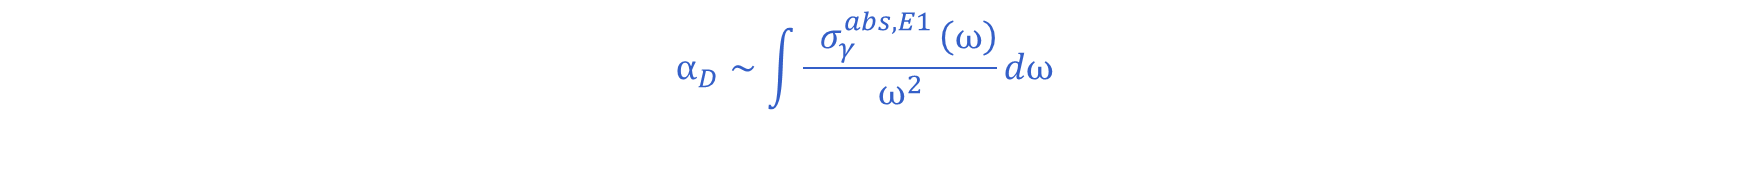 α_D ~ ∫ σ_γ^{abs,E1}(ω) / ω² dω